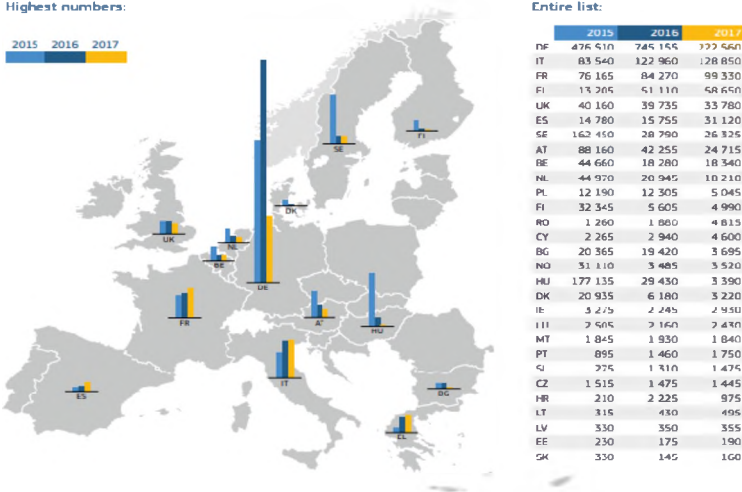 Highest numbers:
2015 2016 2017
SE
FI
DK
UK
NL
BE
DE
FR
AT
HU
IT
ES
BG
EL
Entire list:
2015 2016 2017
DE 476 510 745 155 222 560
IT 83 540 122 960 128 850
FR 76 165 84 270 99 330
EL 13 205 51 110 58 650
UK 40 160 39 735 33 780
ES 14 780 15 755 31 120
SE 162 450 28 790 26 325
AT 88 160 42 255 24 715
BE 44 660 18 280 18 340
NL 44 970 20 945 18 210
PL 12 190 12 305 5 045
FI 32 345 5 605 4 990
RO 1 260 1 880 4 815
CY 2 265 2 940 4 600
BG 20 365 19 420 3 695
NO 31 110 3 485 3 520
HU 177 135 29 430 3 390
DK 20 935 6 180 3 220
IE 3 275 2 245 2 930
LU 2 505 2 160 2 430
MT 1 845 1 930 1 840
PT 895 1 460 1 750
SI 275 1 310 1 475
CZ 1 515 1 475 1 445
HR 210 2 225 975
LT 315 430 495
LV 330 350 355
EE 230 175 190
SK 330 145 160